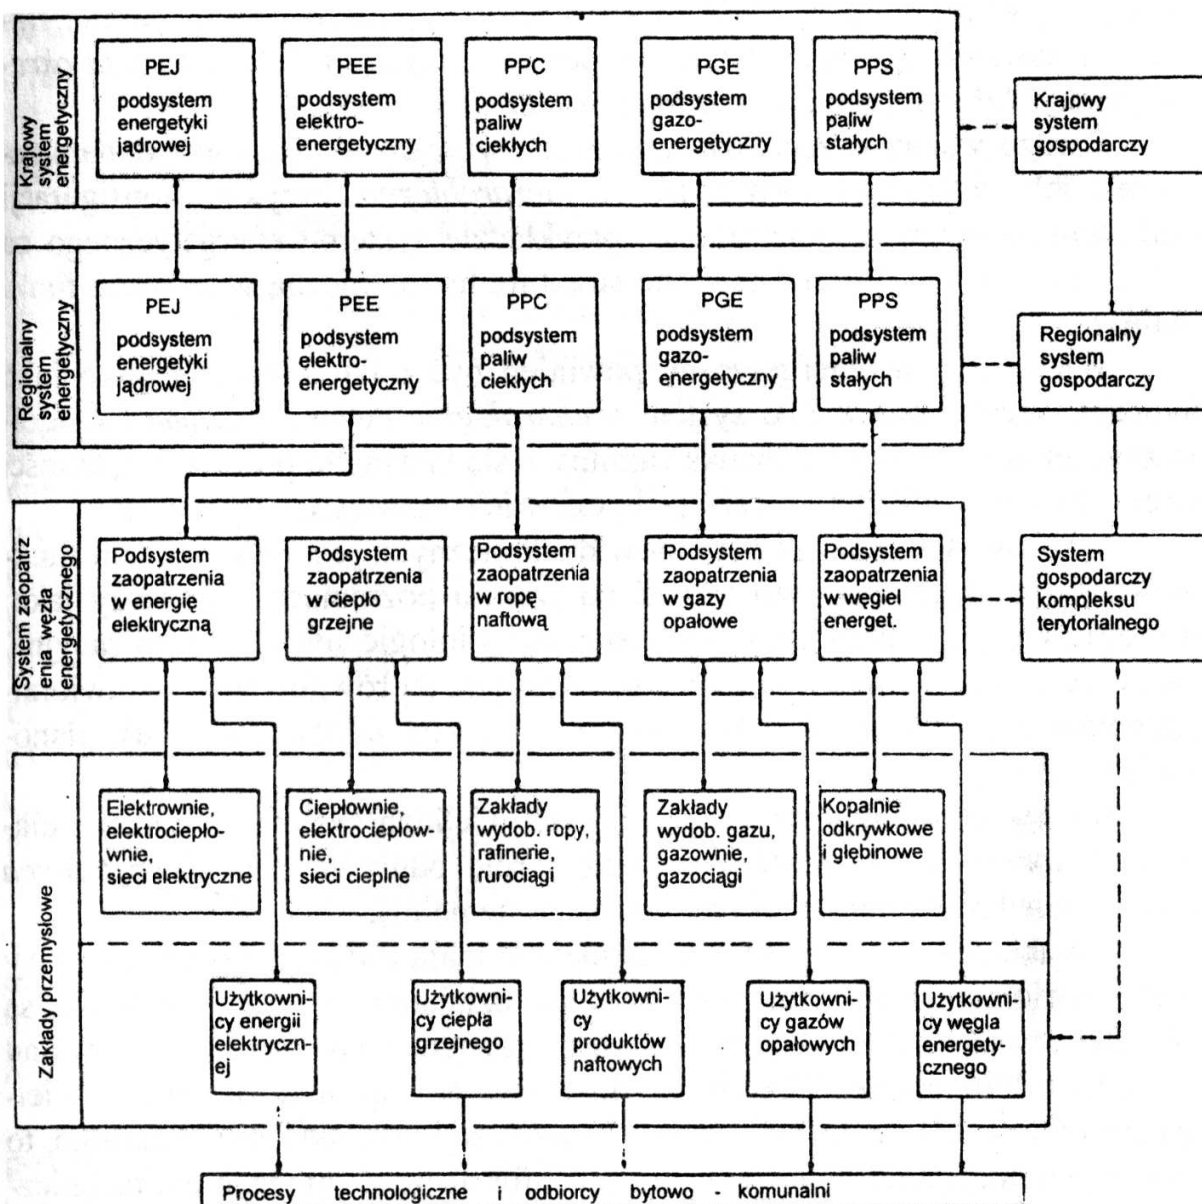 Krajowy
system
energetyczny
PEJ
podsystem
energetyki
jądrowej
PEE
podsystem
elektro-
energetyczny
PPC
podsystem
paliw
ciekłych
PGE
podsystem
gazo-
energetyczny
PPS
podsystem
paliw
stałych
Krajowy
system
gospodarczy
Regionalny
system
energetyczny
PEJ
podsystem
energetyki
jądrowej
PEE
podsystem
elektro-
energetyczny
PPC
podsystem
paliw
ciekłych
PGE
podsystem
gazo-
energetyczny
PPS
podsystem
paliw
stałych
Regionalny
system
gospodarczy
System zaopatrz
enia węzła
energetycznego
Podsystem
zaopatrzenia
w energię
elektryczną
Podsystem
zaopatrzenia
w ciepło
grzejne
Podsystem
zaopatrzenia
w ropę
naftową
Podsystem
zaopatrzenia
w gazy
opałowe
Podsystem
zaopatrzenia
w węgiel
energet.
System
gospodarczy
kompleksu
terytorialnego
Zakłady przemysłowe
Elektrownie,
elektrociepło-
wnie,
sieci elektryczne
Ciepłownie,
elektrociepłow-
nie,
sieci cieplne
Zakłady
wydob. ropy,
rafinerie,
rurociągi
Zakłady
wydob. gazu,
gazownie,
gazociągi
Kopalnie
odkrywkowe
i głębinowe
Użytkowni-
cy energii
elektryczn-
ej
Użytkowni-
cy ciepła
grzejnego
Użytkowni-
cy
produktów
naftowych
Użytkowni-
cy gazów
opałowych
Użytkowni-
cy węgla
energety-
cznego
Procesy technologiczne i odbiorcy bytowo - komunalni